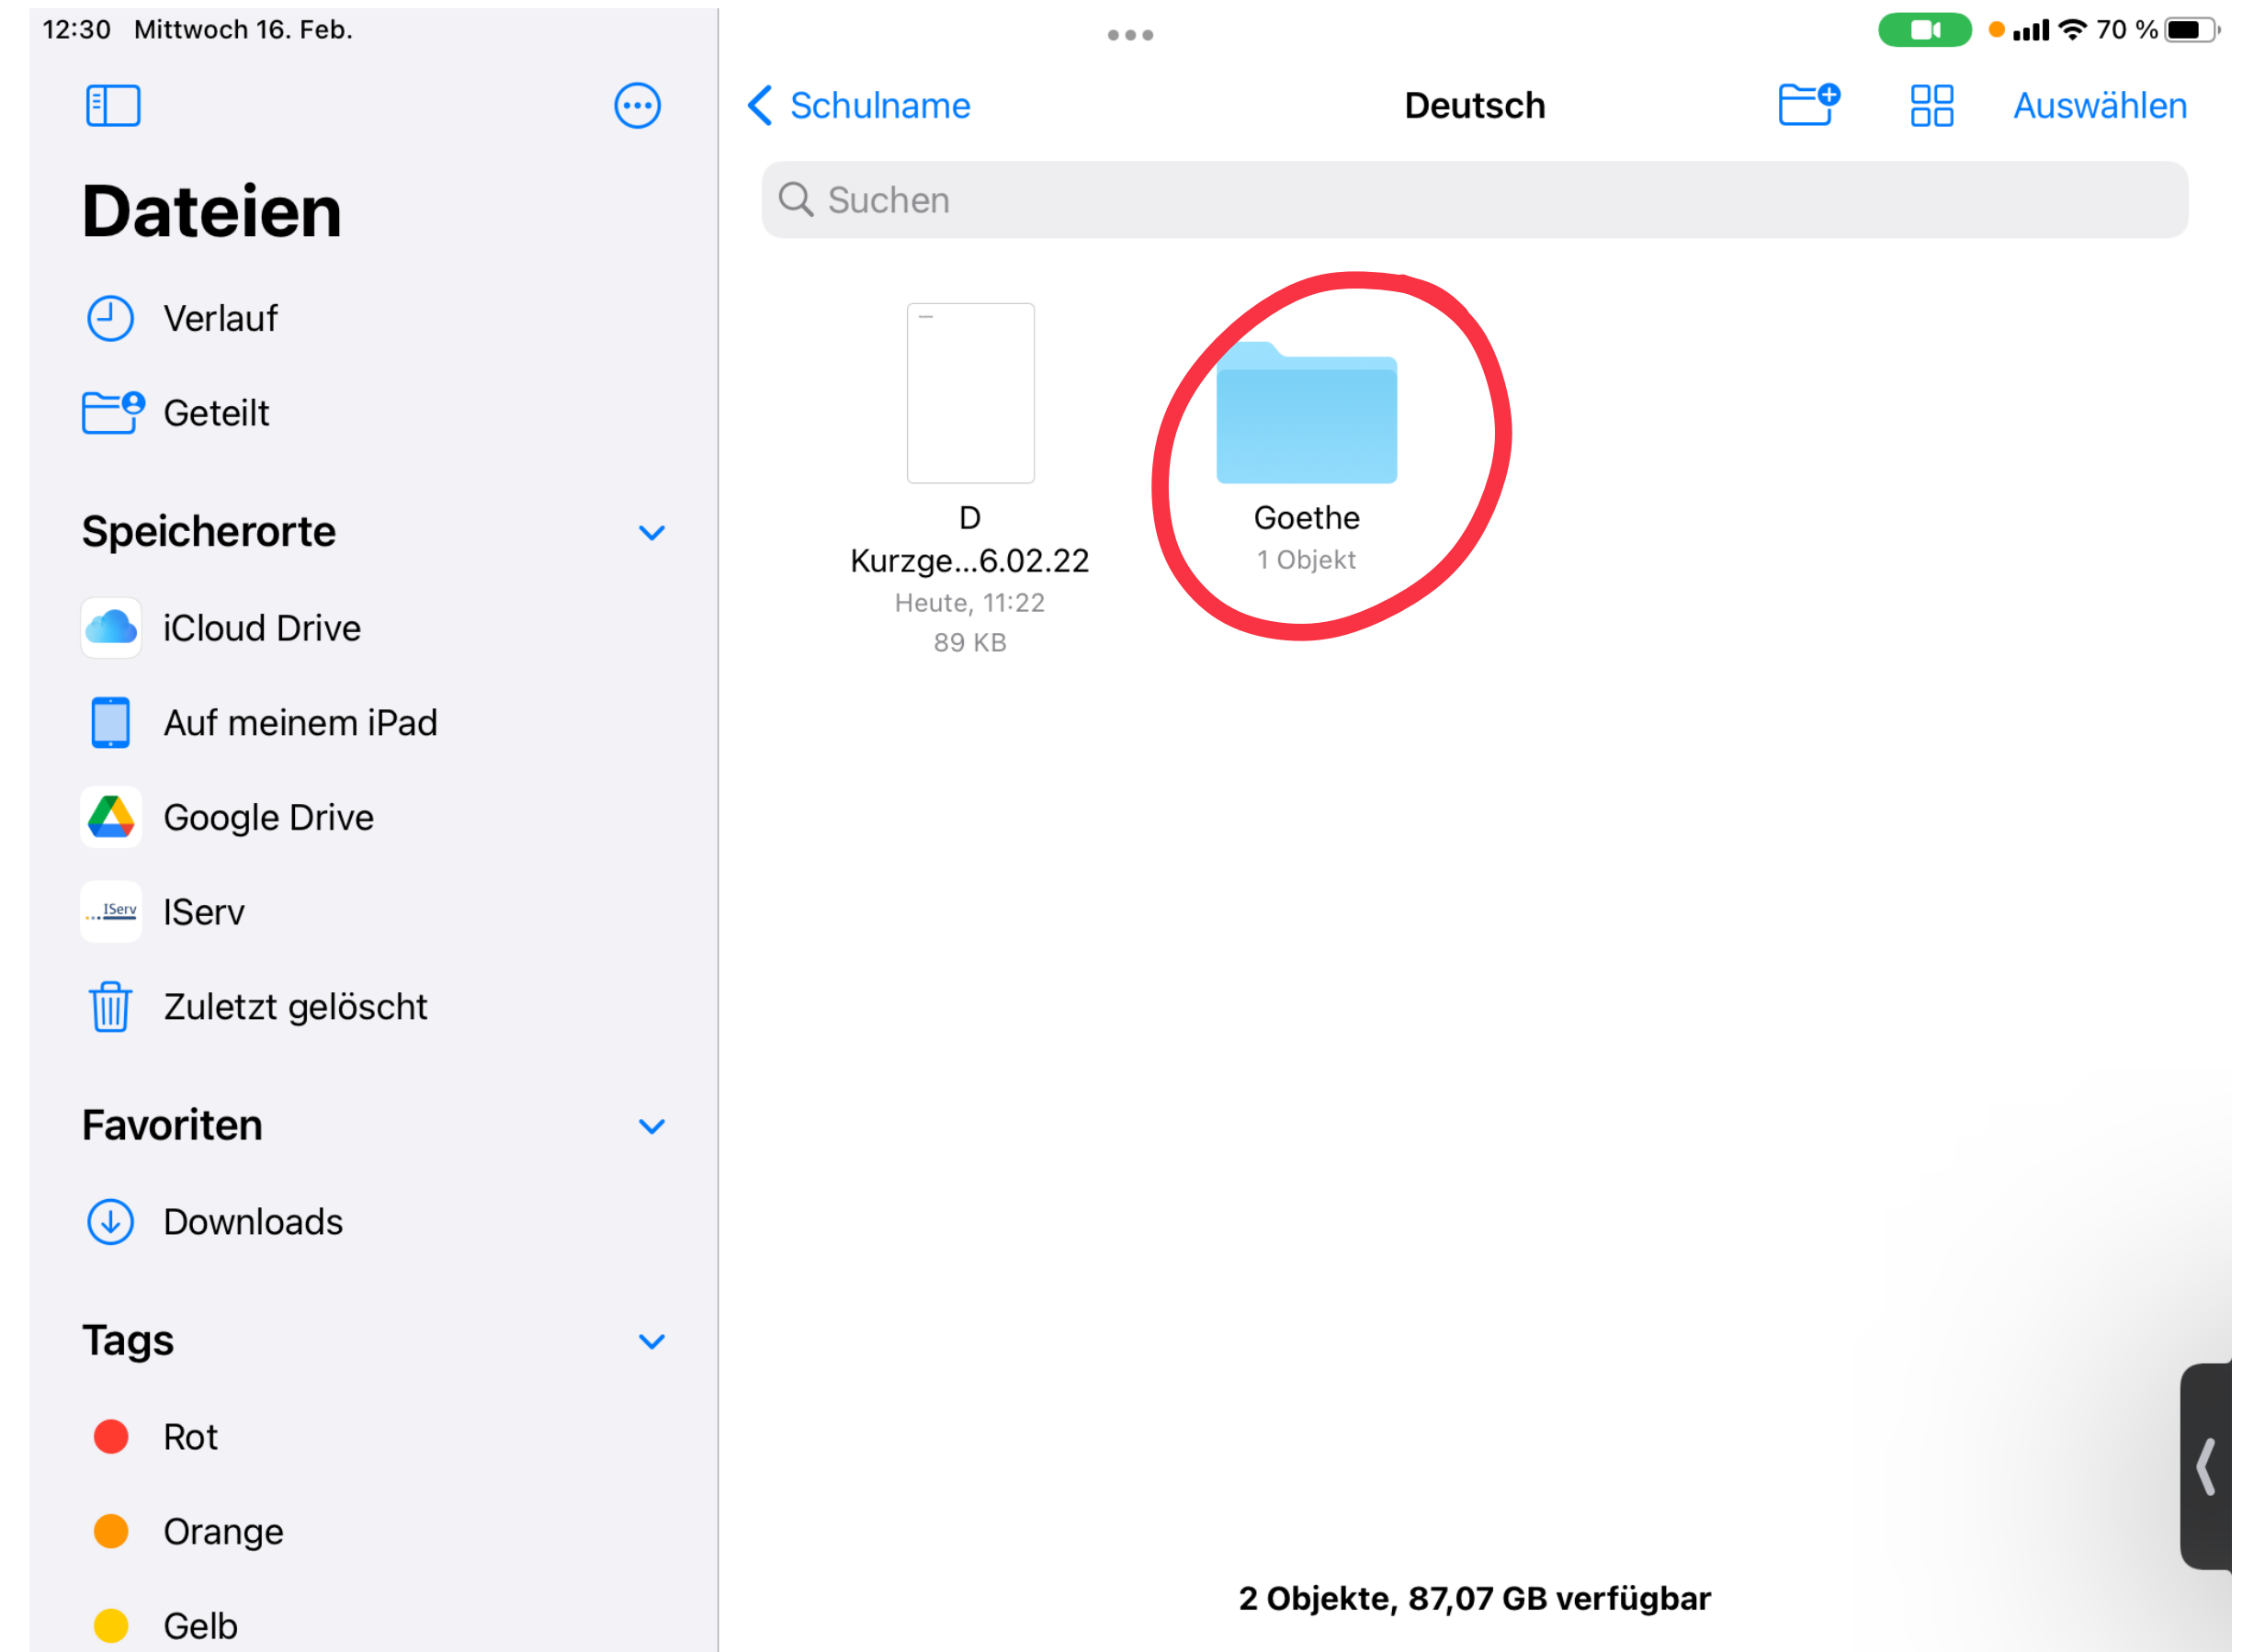 12:30 Mittwoch 16. Feb.
70 %
Dateien
Verlauf
Geteilt
Speicherorte
iCloud Drive
Auf meinem iPad
Google Drive
IServ
IServ
Zuletzt gelöscht
Favoriten
Downloads
Tags
Rot
Orange
Gelb
Schulname
Deutsch
Auswählen
Suchen
D
Kurzge...6.02.22
Heute, 11:22
89 KB
Goethe
1 Objekt
2 Objekte, 87,07 GB verfügbar